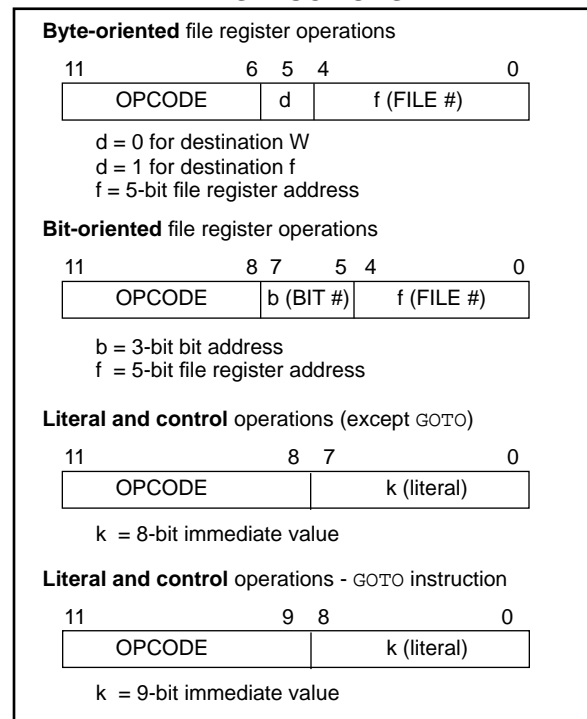 Byte-oriented file register operations
11 6 5 4 0
OPCODE d f (FILE #)
d = 0 for destination W
d = 1 for destination f
f = 5-bit file register address
Bit-oriented file register operations
11 8 7 5 4 0
OPCODE b (BIT #) f (FILE #)
b = 3-bit bit address
f = 5-bit file register address
Literal and control operations (except GOTO)
11 8 7 0
OPCODE k (literal)
k = 8-bit immediate value
Literal and control operations - GOTO instruction
11 9 8 0
OPCODE k (literal)
k = 9-bit immediate value